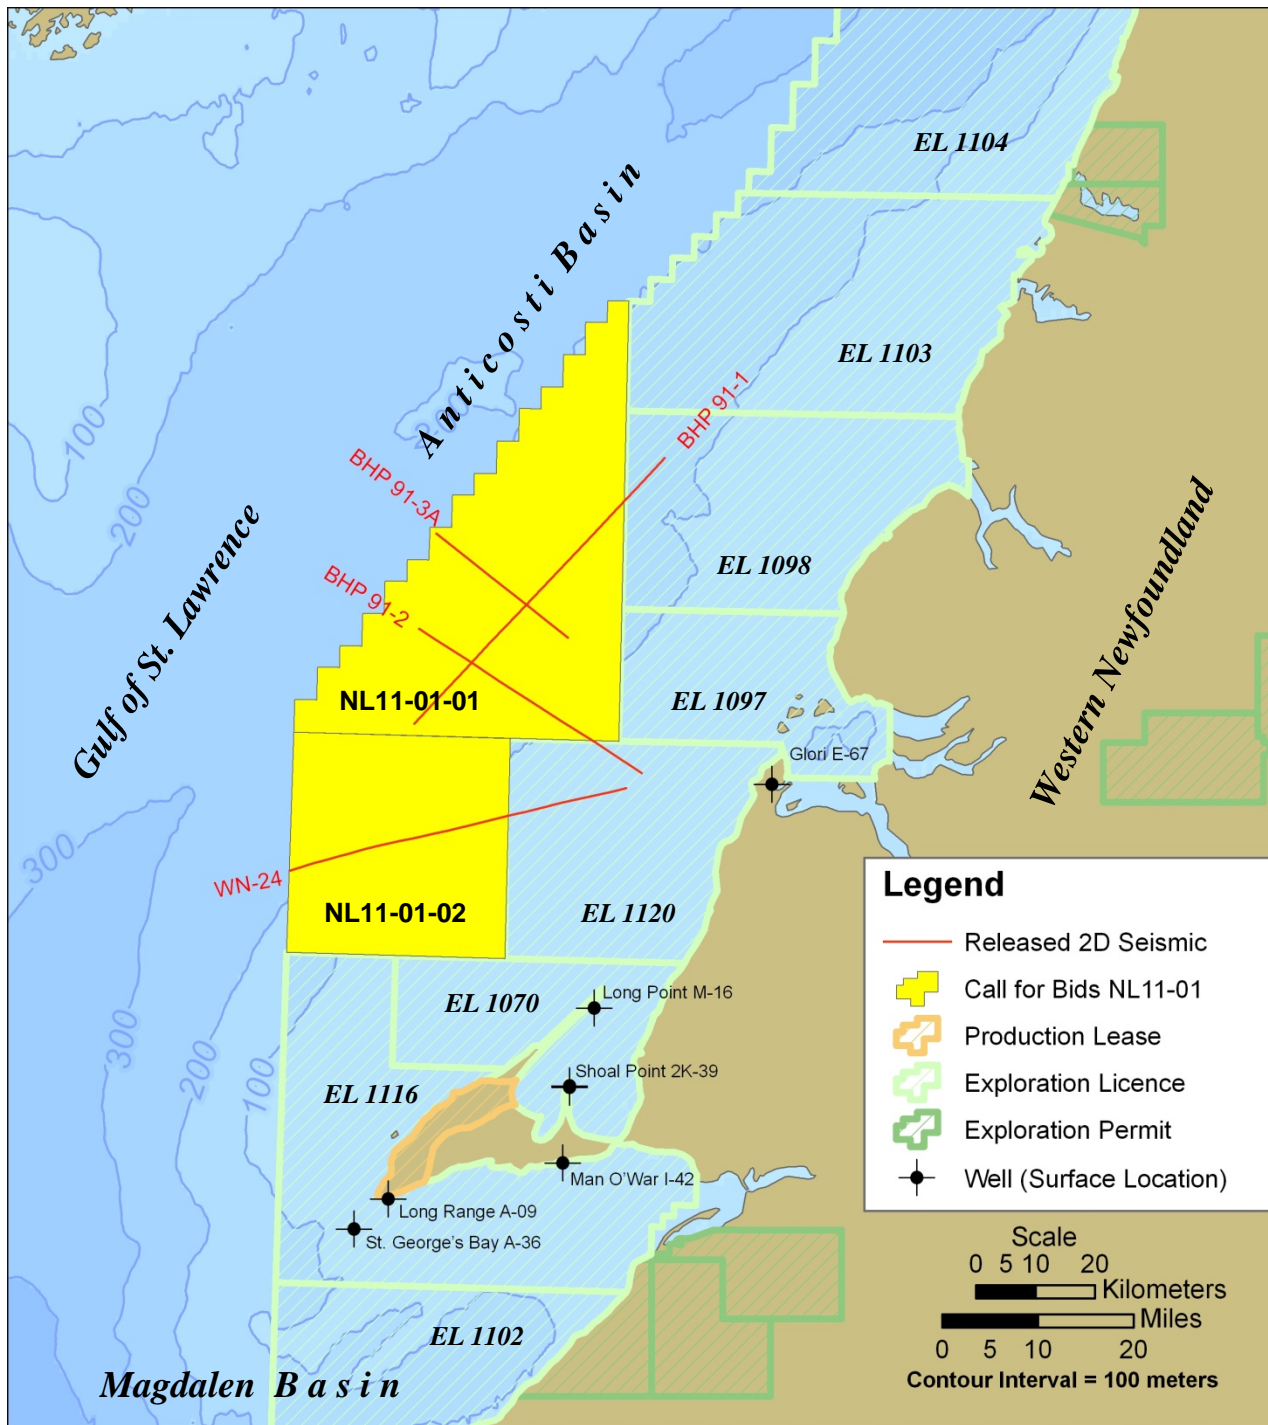 EL 1104
Anticosti Basin
EL 1103
BHP 91-1
100
200
200
BHP 91-3A
Gulf of St. Lawrence
Western Newfoundland
EL 1098
BHP 91-2
NL11-01-01
EL 1097
Glori E-67
300
WN-24
NL11-01-02
EL 1120
EL 1070
Long Point M-16
300
200
100
Shoal Point 2K-39
EL 1116
Man O'War I-42
Long Range A-09
St. George's Bay A-36
EL 1102
Magdalen Basin
Legend
Released 2D Seismic
Call for Bids NL11-01
Production Lease
Exploration Licence
Exploration Permit
Well (Surface Location)
Scale
0 5 10 20
Kilometers
Miles
0 5 10 20
Contour Interval = 100 meters